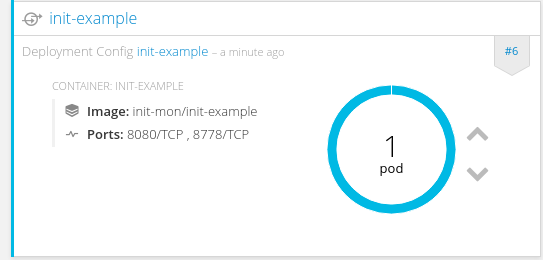 init-example
Deployment Config init-example – a minute ago
#6
CONTAINER: INIT-EXAMPLE
Image: init-mon/init-example
Ports: 8080/TCP , 8778/TCP
1
pod